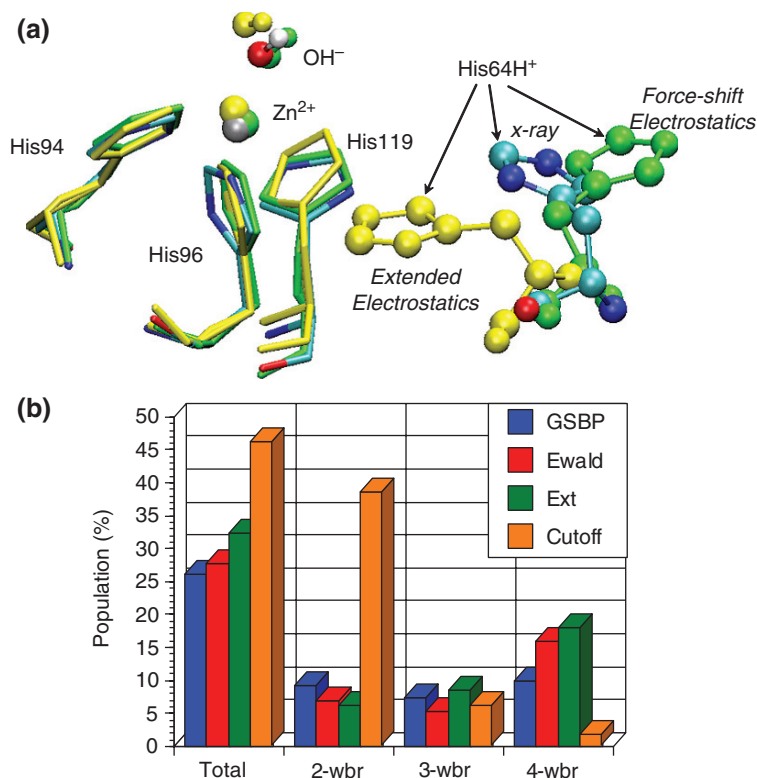 (a)
OH⁻
Zn²⁺
His94
His119
His96
His64H⁺
x-ray
Force-shift
Electrostatics
Extended
Electrostatics
(b)
Population (%)
50
45
40
35
30
25
20
15
10
5
0
GSBP
Ewald
Ext
Cutoff
Total
2-wbr
3-wbr
4-wbr